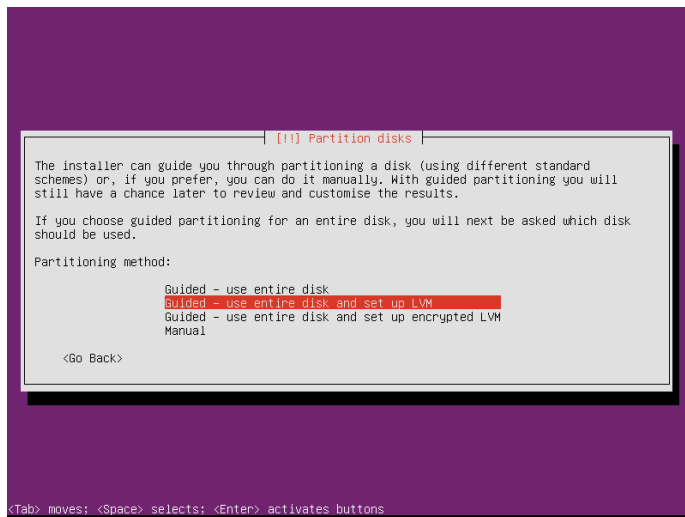 [!!] Partition disks
The installer can guide you through partitioning a disk (using different standard
schemes) or, if you prefer, you can do it manually. With guided partitioning you will
still have a chance later to review and customise the results.
If you choose guided partitioning for an entire disk, you will next be asked which disk
should be used.
Partitioning method:
Guided - use entire disk
Guided - use entire disk and set up LVM
Guided - use entire disk and set up encrypted LVM
Manual
<Go Back>
<Tab> moves; <Space> selects; <Enter> activates buttons